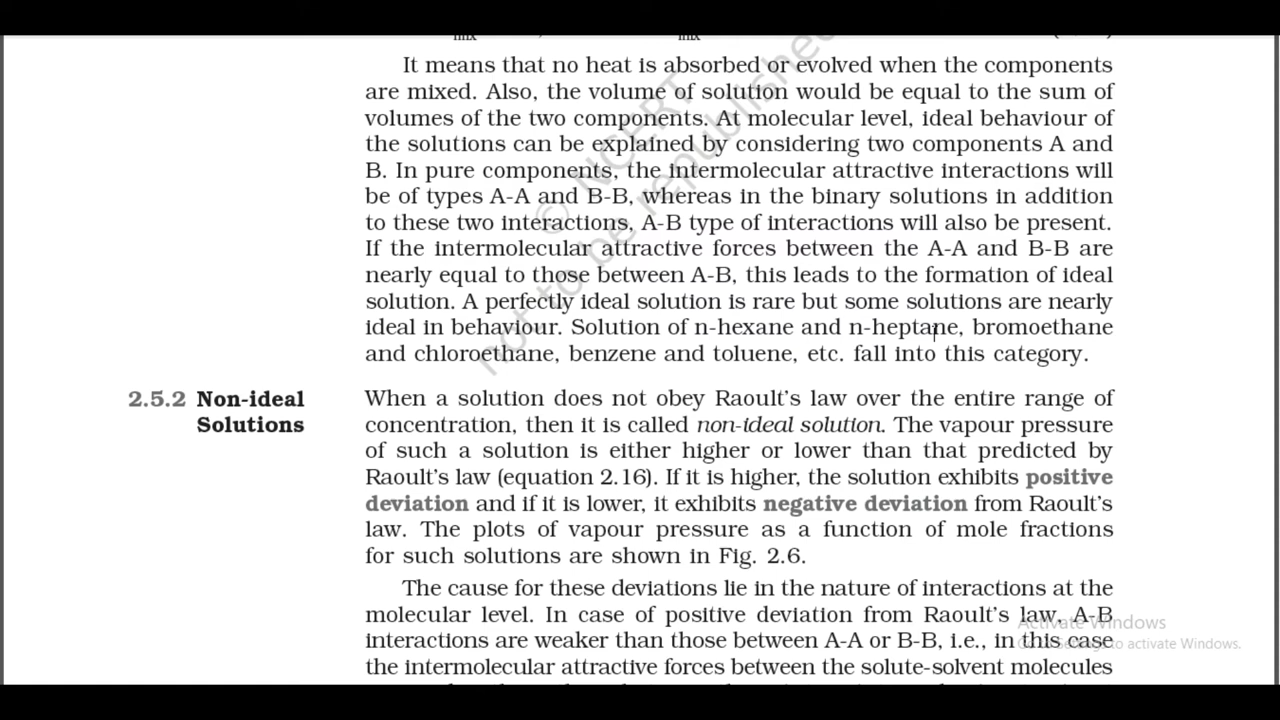 mix mix
It means that no heat is absorbed or evolved when the components
are mixed. Also, the volume of solution would be equal to the sum of
volumes of the two components. At molecular level, ideal behaviour of
the solutions can be explained by considering two components A and
B. In pure components, the intermolecular attractive interactions will
be of types A-A and B-B, whereas in the binary solutions in addition
to these two interactions, A-B type of interactions will also be present.
If the intermolecular attractive forces between the A-A and B-B are
nearly equal to those between A-B, this leads to the formation of ideal
solution. A perfectly ideal solution is rare but some solutions are nearly
ideal in behaviour. Solution of n-hexane and n-heptane, bromoethane
and chloroethane, benzene and toluene, etc. fall into this category.
© NCERT
not to be republished
2.5.2 Non-ideal
Solutions
When a solution does not obey Raoult's law over the entire range of
concentration, then it is called non-ideal solution. The vapour pressure
of such a solution is either higher or lower than that predicted by
Raoult's law (equation 2.16). If it is higher, the solution exhibits positive
deviation and if it is lower, it exhibits negative deviation from Raoult's
law. The plots of vapour pressure as a function of mole fractions
for such solutions are shown in Fig. 2.6.
The cause for these deviations lie in the nature of interactions at the
molecular level. In case of positive deviation from Raoult's law, A-B
interactions are weaker than those between A-A or B-B, i.e., in this case
the intermolecular attractive forces between the solute-solvent molecules
Activate Windows
Go to Settings to activate Windows.